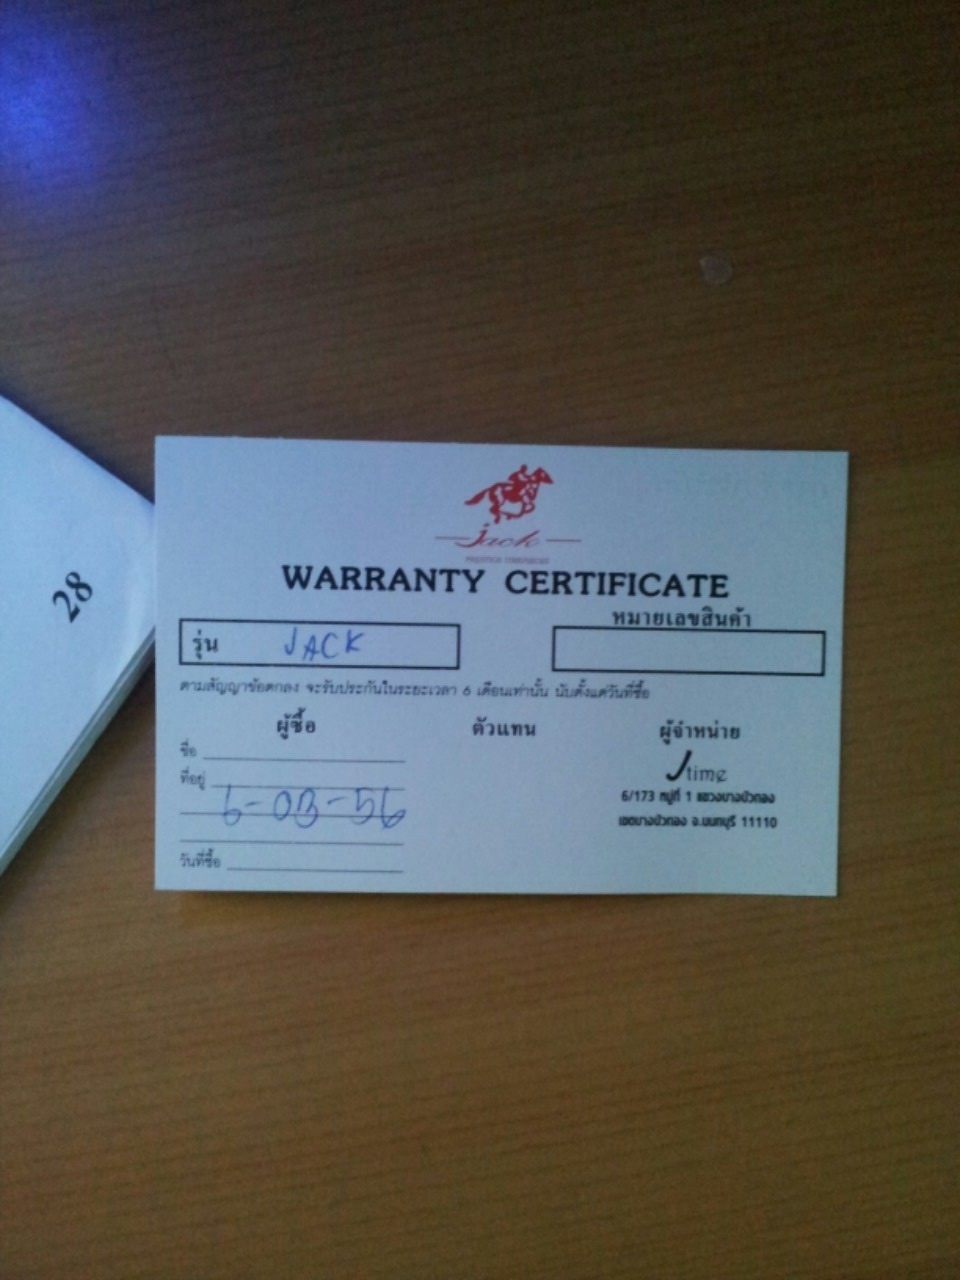 28
jack
WARRANTY CERTIFICATE
หมายเลขสินค้า
รุ่น JACK
ตามสัญญาข้อตกลง จะรับประกันในระยะเวลา 6 เดือนเท่านั้น นับตั้งแต่วันที่ซื้อ
ผู้ซื้อ ตัวแทน ผู้จำหน่าย
ชื่อ
Jtime
ที่อยู่
6/173 หมู่ที่ 1 แขวงบางบัวทอง
6-03-56
เขตบางบัวทอง จ.นนทบุรี 11110
วันที่ซื้อ